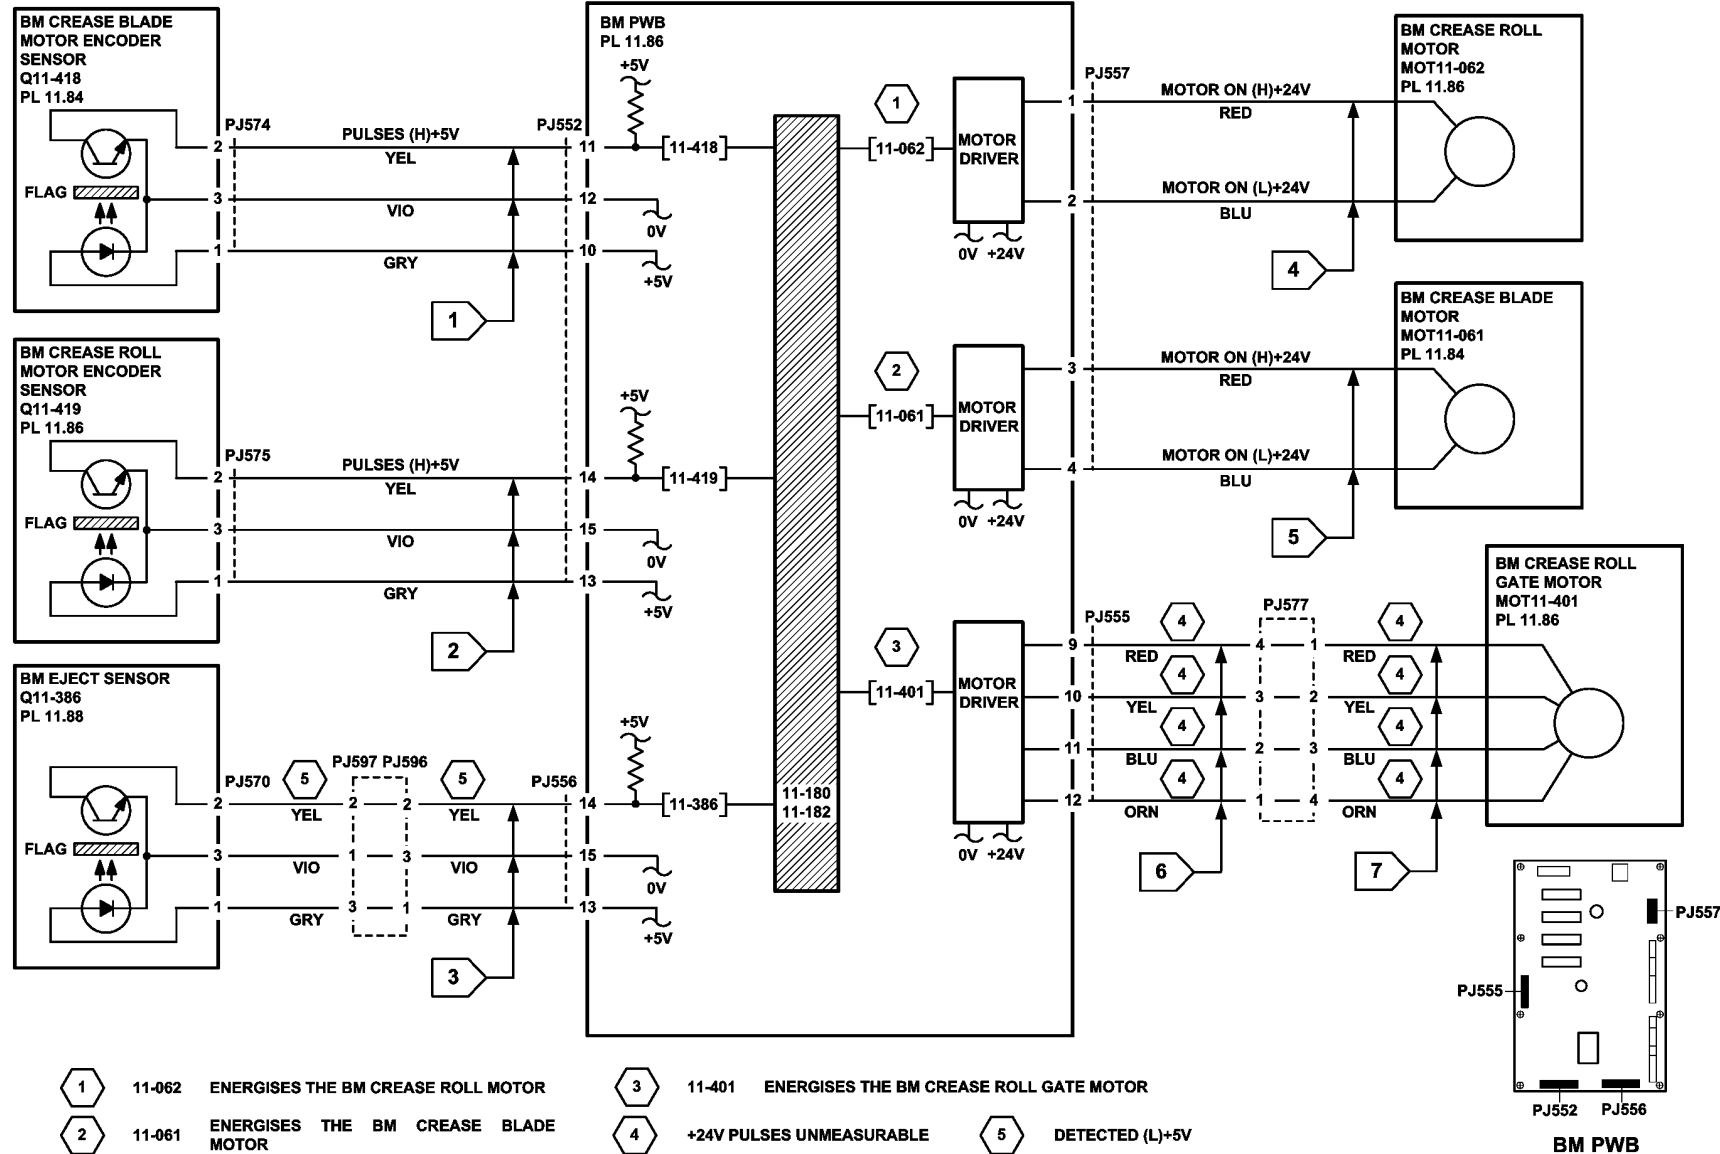 BM CREASE BLADE
MOTOR ENCODER
SENSOR
Q11-418
PL 11.84
FLAG
2
3
1
PJ574
PULSES (H)+5V
YEL
VIO
GRY
1
PJ552
11
12
10
BM CREASE ROLL
MOTOR ENCODER
SENSOR
Q11-419
PL 11.86
FLAG
2
3
1
PJ575
PULSES (H)+5V
YEL
VIO
GRY
2
14
15
13
BM EJECT SENSOR
Q11-386
PL 11.88
FLAG
2
3
1
PJ570
5
YEL
VIO
GRY
PJ597 PJ596
2 2
1 3
3 1
5
YEL
VIO
GRY
3
PJ556
14
15
13
BM PWB
PL 11.86
+5V
[11-418]
0V
+5V
+5V
[11-419]
0V
+5V
+5V
[11-386]
0V
+5V
11-180
11-182
1
[11-062]
MOTOR
DRIVER
0V +24V
2
[11-061]
MOTOR
DRIVER
0V +24V
3
[11-401]
MOTOR
DRIVER
0V +24V
PJ557
1
2
MOTOR ON (H)+24V
RED
MOTOR ON (L)+24V
BLU
4
BM CREASE ROLL
MOTOR
MOT11-062
PL 11.86
3
4
MOTOR ON (H)+24V
RED
MOTOR ON (L)+24V
BLU
5
BM CREASE BLADE
MOTOR
MOT11-061
PL 11.84
PJ555
9
10
11
12
4
RED
4
YEL
4
BLU
4
ORN
6
PJ577
4 1
3 2
2 3
1 4
4
RED
4
YEL
4
BLU
4
ORN
7
BM CREASE ROLL
GATE MOTOR
MOT11-401
PL 11.86
PJ557
PJ555
PJ552 PJ556
BM PWB
1 11-062 ENERGISES THE BM CREASE ROLL MOTOR
2 11-061 ENERGISES THE BM CREASE BLADE
MOTOR
3 11-401 ENERGISES THE BM CREASE ROLL GATE MOTOR
4 +24V PULSES UNMEASURABLE
5 DETECTED (L)+5V